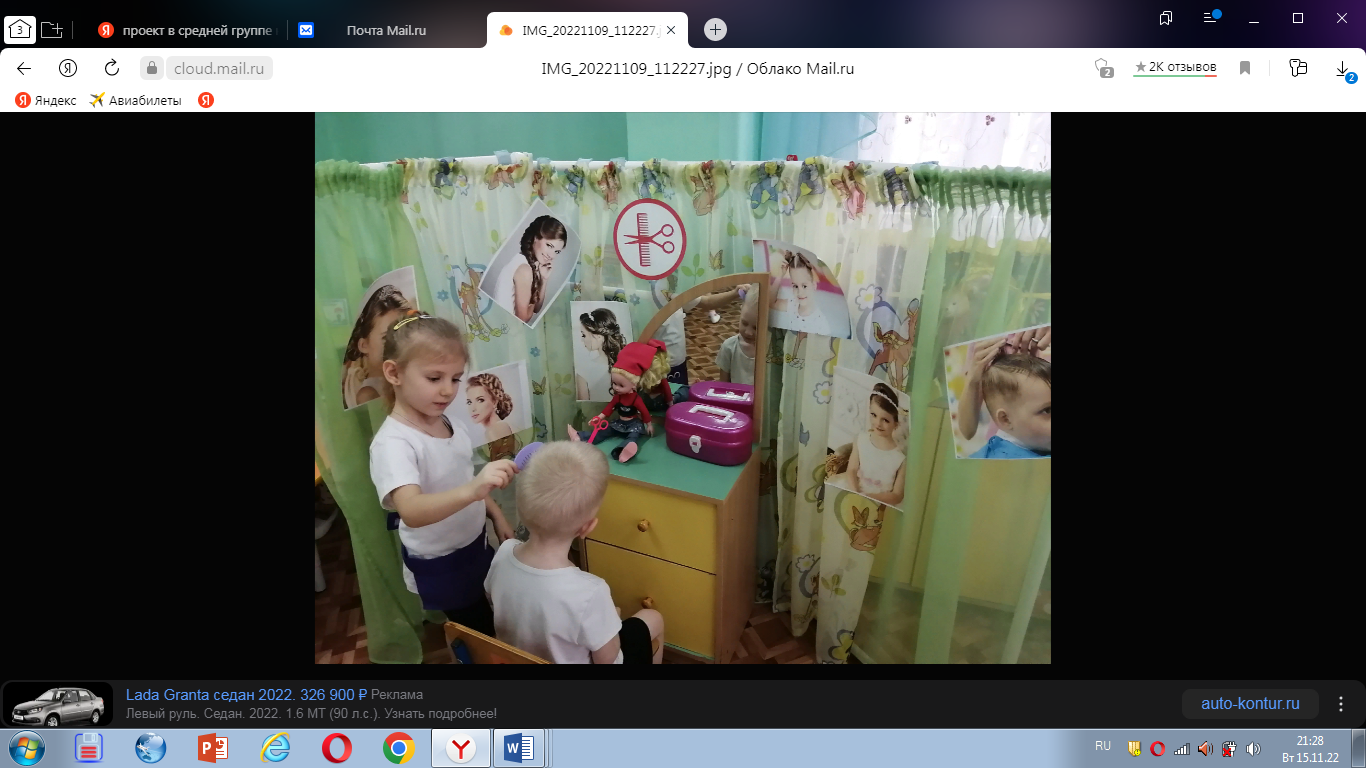 3
проект в средней группе
Почта Mail.ru
IMG_20221109_112227.j
cloud.mail.ru
IMG_20221109_112227.jpg / Облако Mail.ru
2
2К отзывов
2
Яндекс
Авиабилеты
Lada Granta седан 2022. 326 900 ₽ Реклама
Левый руль. Седан. 2022. 1.6 МТ (90 л.с.). Узнать подробнее!
auto-kontur.ru
RU
21:28
Вт 15.11.22